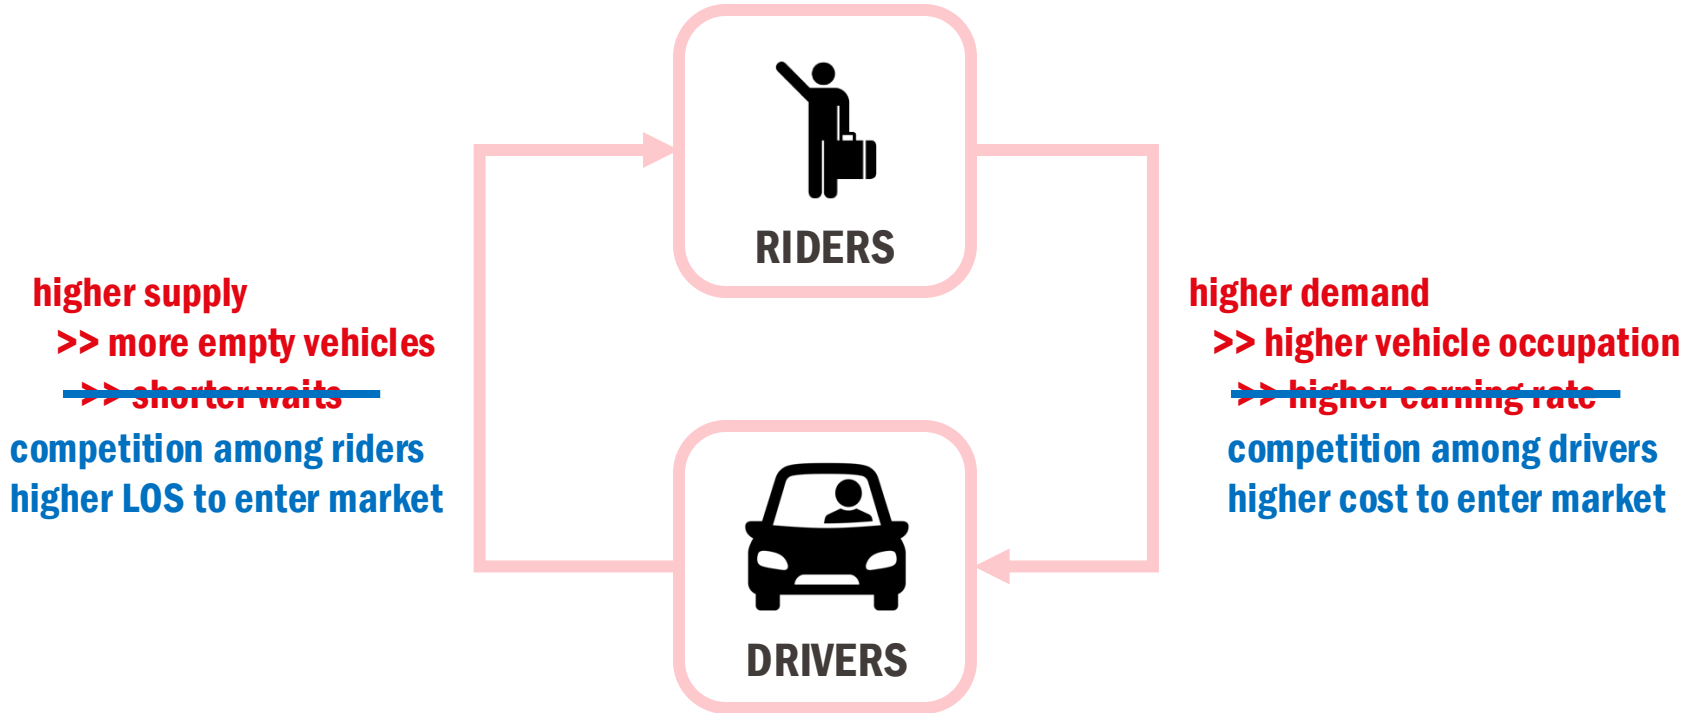 RIDERS
higher supply
>> more empty vehicles
>> shorter waits
competition among riders
higher LOS to enter market
higher demand
>> higher vehicle occupation
>> higher earning rate
competition among drivers
higher cost to enter market
DRIVERS